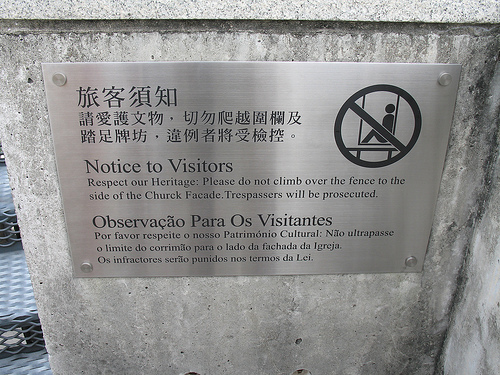 旅客須知
請愛護文物，切勿爬越圍欄及
踏足牌坊，違例者將受檢控。
Notice to Visitors
Respect our Heritage: Please do not climb over the fence to the
side of the Churck Facade.Trespassers will be prosecuted.
Observação Para Os Visitantes
Por favor respeite o nosso Património Cultural: Não ultrapasse
o limite do corrimão para o lado da fachada da Igreja.
Os infractores serão punidos nos termos da Lei.